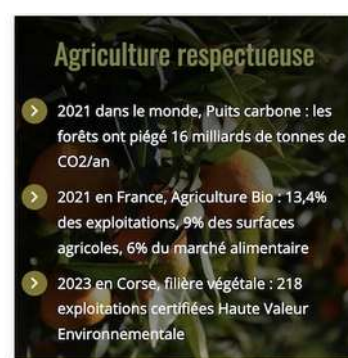 Agriculture respectueuse
2021 dans le monde, Puits carbone : les
forêts ont piégé 16 milliards de tonnes de
CO2/an
2021 en France, Agriculture Bio : 13,4%
des exploitations, 9% des surfaces
agricoles, 6% du marché alimentaire
2023 en Corse, filière végétale : 218
exploitations certifiées Haute Valeur
Environnementale